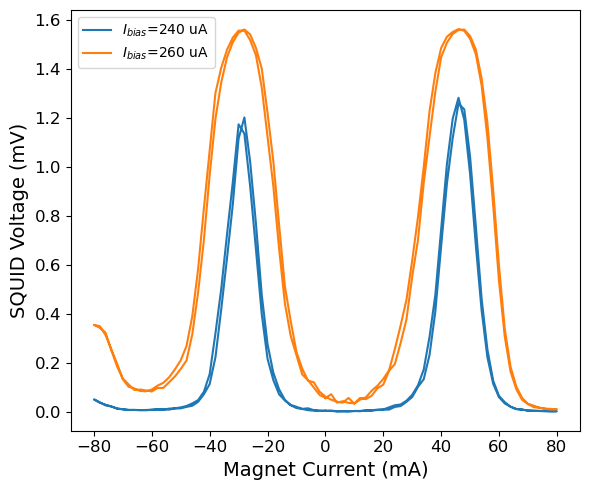 I_bias=240 uA
I_bias=260 uA
SQUID Voltage (mV)
1.6
1.4
1.2
1.0
0.8
0.6
0.4
0.2
0.0
−80 −60 −40 −20 0 20 40 60 80
Magnet Current (mA)